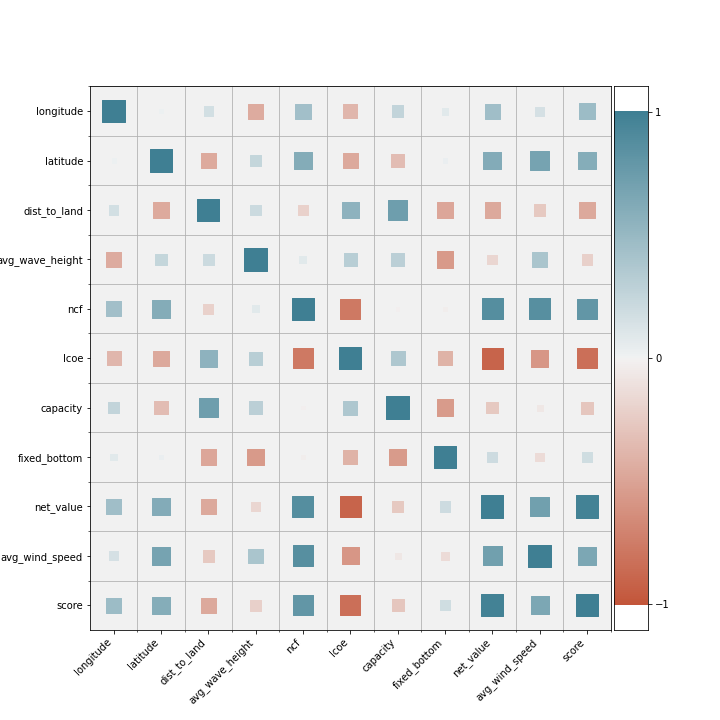 longitude
latitude
dist_to_land
avg_wave_height
ncf
lcoe
capacity
fixed_bottom
net_value
avg_wind_speed
score
1
0
−1
longitude
latitude
dist_to_land
avg_wave_height
ncf
lcoe
capacity
fixed_bottom
net_value
avg_wind_speed
score